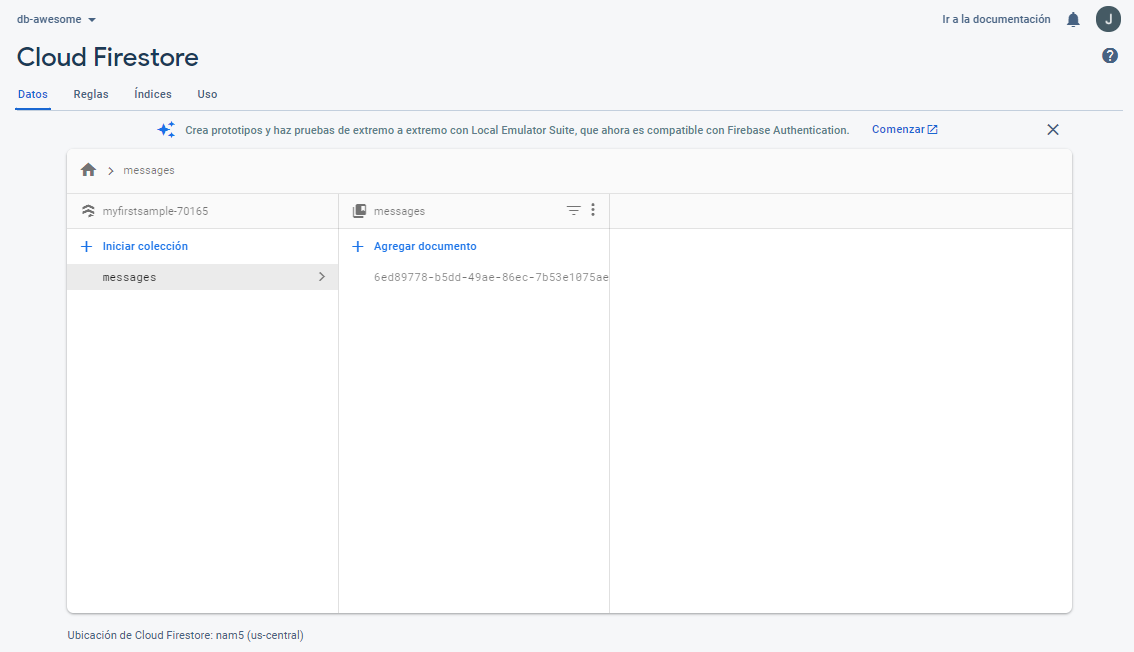 db-awesome
Ir a la documentación
J
Cloud Firestore
?
Datos
Reglas
Índices
Uso
Crea prototipos y haz pruebas de extremo a extremo con Local Emulator Suite, que ahora es compatible con Firebase Authentication.
Comenzar
messages
myfirstsample-70165
messages
Iniciar colección
Agregar documento
messages
6ed89778-b5dd-49ae-86ec-7b53e1075ae
Ubicación de Cloud Firestore: nam5 (us-central)